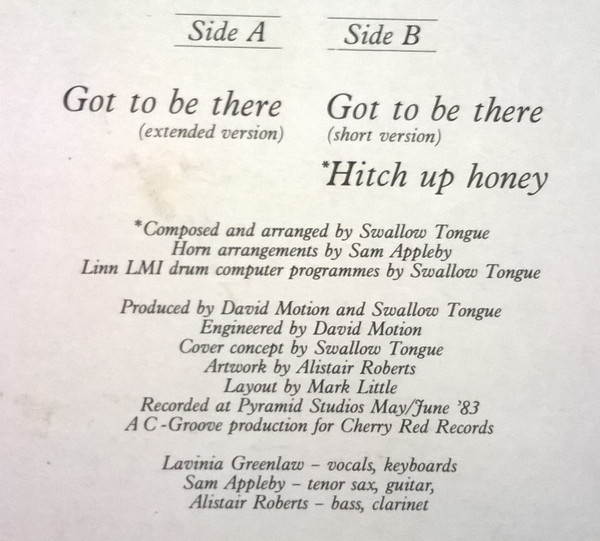 Side A
Side B
Got to be there
(extended version)
Got to be there
(short version)
*Hitch up honey
*Composed and arranged by Swallow Tongue
Horn arrangements by Sam Appleby
Linn LMI drum computer programmes by Swallow Tongue
Produced by David Motion and Swallow Tongue
Engineered by David Motion
Cover concept by Swallow Tongue
Artwork by Alistair Roberts
Layout by Mark Little
Recorded at Pyramid Studios May/June '83
A C-Groove production for Cherry Red Records
Lavinia Greenlaw – vocals, keyboards
Sam Appleby – tenor sax, guitar,
Alistair Roberts – bass, clarinet